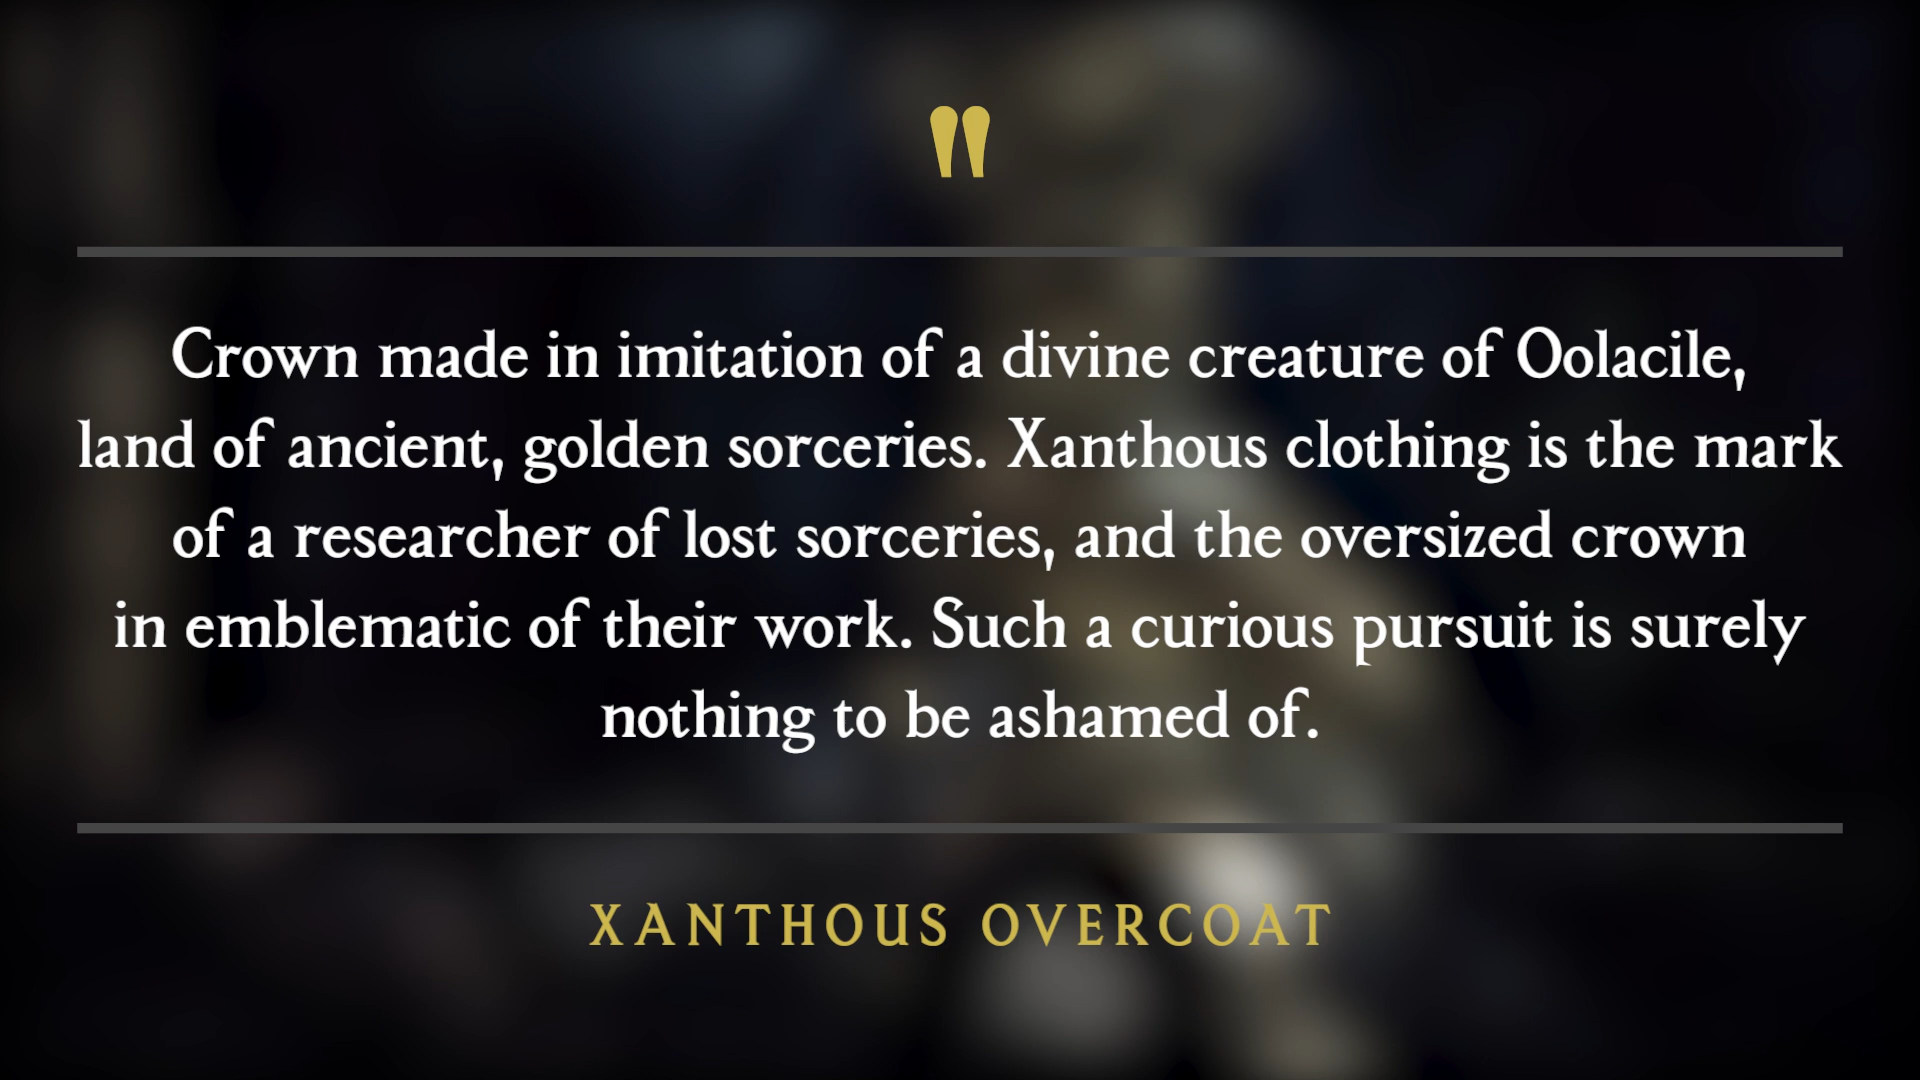 "
Crown made in imitation of a divine creature of Oolacile,
land of ancient, golden sorceries. Xanthous clothing is the mark
of a researcher of lost sorceries, and the oversized crown
in emblematic of their work. Such a curious pursuit is surely
nothing to be ashamed of.
XANTHOUS OVERCOAT